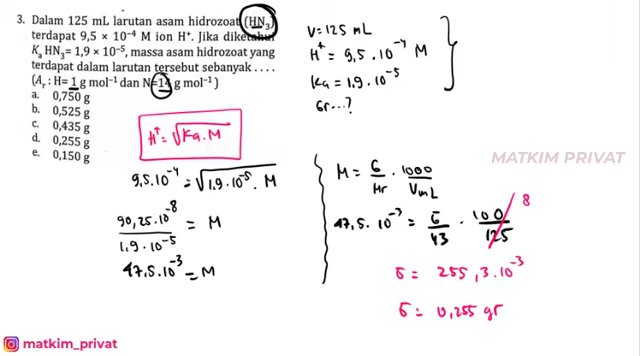 3. Dalam 125 mL larutan asam hidrozoat (HN₃)
terdapat 9,5 × 10⁻⁴ M ion H⁺. Jika diketahui
Kₐ HN₃ = 1,9 × 10⁻⁵, massa asam hidrozoat yang
terdapat dalam larutan tersebut sebanyak . . . .
(Aᵣ : H= 1 g mol⁻¹ dan N=14 g mol⁻¹)
a. 0,750 g
b. 0,525 g
c. 0,435 g
d. 0,255 g
e. 0,150 g
H⁺ = √Ka . M
9,5.10⁻⁴ = √1,9.10⁻⁵ . M
90,25.10⁻⁸ / 1,9 . 10⁻⁵ = M
47,5.10⁻³ = M
V = 125 mL
H⁺ = 9,5 . 10⁻⁴ M
Ka = 1,9 . 10⁻⁵
Gr...?
MATKIM PRIVAT
M = G / Mr . 1000 / V mL
47,5. 10⁻³ = G / 43 . 100 / 125
8
G = 255,3.10⁻³
G = 0,255 gr
matkim_privat